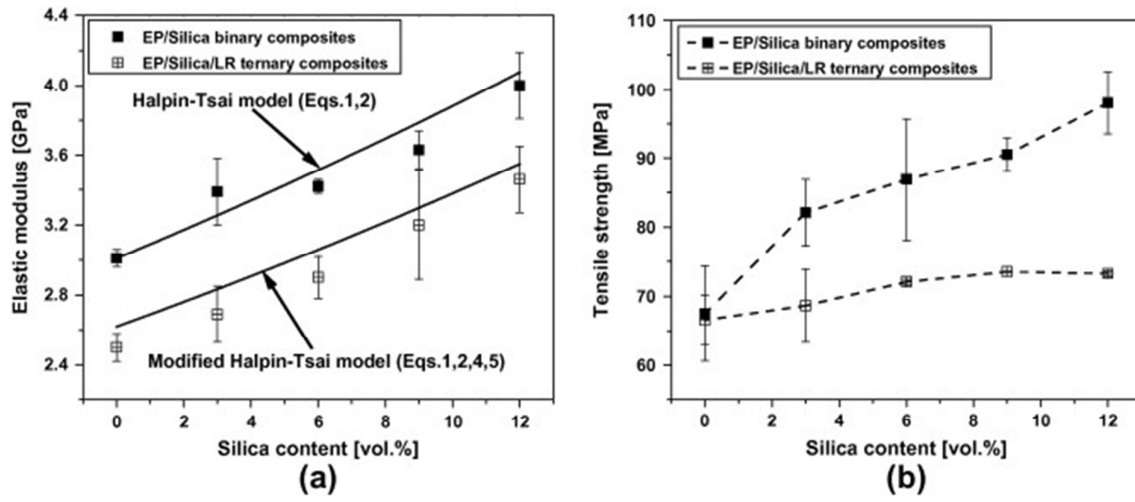 4.4
4.0
3.6
3.2
2.8
2.4
Elastic modulus [GPa]
EP/Silica binary composites
EP/Silica/LR ternary composites
Halpin-Tsai model (Eqs.1,2)
Modified Halpin-Tsai model (Eqs.1,2,4,5)
0 2 4 6 8 10 12
Silica content [vol.%]
(a)
110
100
90
80
70
60
Tensile strength [MPa]
EP/Silica binary composites
EP/Silica/LR ternary composites
0 2 4 6 8 10 12
Silica content [vol.%]
(b)